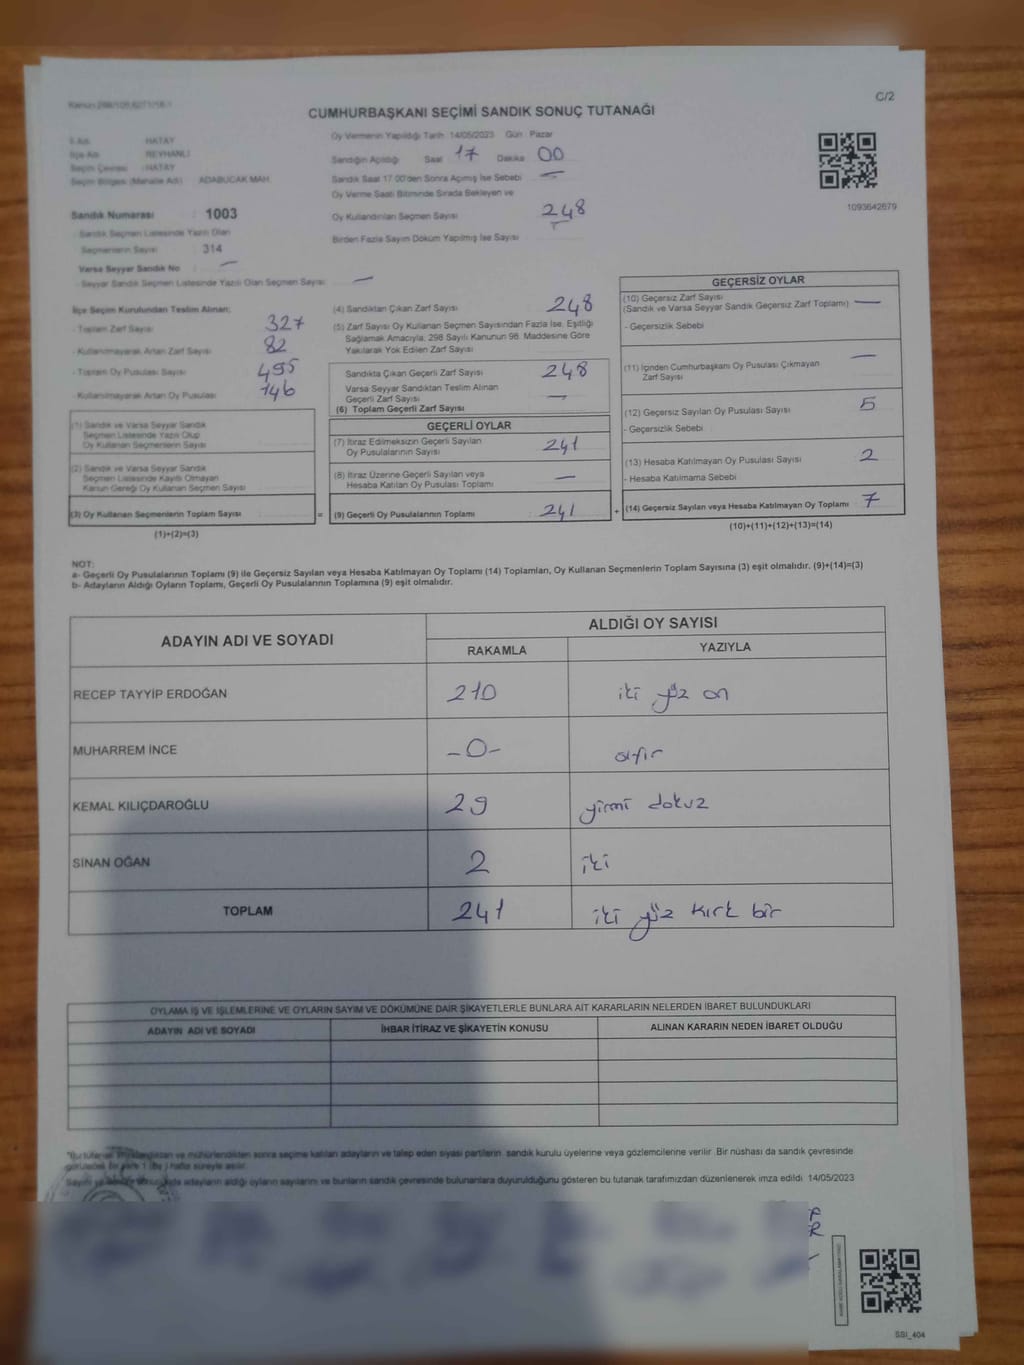 Kanun:298/105,6271/18-1
C/2
CUMHURBAŞKANI SEÇİMİ SANDIK SONUÇ TUTANAĞI
İl Adı HATAY
İlçe Adı REYHANLI
Seçim Çevresi HATAY
Seçim Bölgesi (Mahalle Adı) ADABUCAK MAH.
Oy Vermenin Yapıldığı Tarih 14/05/2023 Gün Pazar
Sandığın Açıldığı Saat 17 Dakika 00
Sandık Saat 17.00'den Sonra Açımış İse Sebebi —
Oy Verme Saati Bitiminde Sırada Bekleyen ve
Oy Kullandırılan Seçmen Sayısı 248
Birden Fazla Sayım Döküm Yapılmış İse Sayısı
1093642679
Sandık Numarası : 1003
- Sandık Seçmen Listesinde Yazılı Olan
Seçmenlerin Sayısı : 314
Varsa Seyyar Sandık No : —
- Seyyar Sandık Seçmen Listesinde Yazılı Olan Seçmen Sayısı : —
İlçe Seçim Kurulundan Teslim Alınan;
- Toplam Zarf Sayısı 327
- Kullanılmayarak Artan Zarf Sayısı 82
- Toplam Oy Pusulası Sayısı 495
- Kullanılmayarak Artan Oy Pusulası 146
(1) Sandık ve Varsa Seyyar Sandık
Seçmen Listesinde Yazılı Olup
Oy Kullanan Seçmenlerin Sayısı
(2) Sandık ve Varsa Seyyar Sandık
Seçmen Listesinde Kayıtlı Olmayan
Kanun Gereği Oy Kullanan Seçmen Sayısı
(3) Oy Kullanan Seçmenlerin Toplam Sayısı =
(1)+(2)=(3)
(4) Sandıktan Çıkan Zarf Sayısı 248
(5) Zarf Sayısı Oy Kullanan Seçmen Sayısından Fazla İse, Eşitliği
Sağlamak Amacıyla, 298 Sayılı Kanunun 98. Maddesine Göre
Yakılarak Yok Edilen Zarf Sayısı
Sandıkta Çıkan Geçerli Zarf Sayısı 248
Varsa Seyyar Sandıktan Teslim Alınan
Geçerli Zarf Sayısı —
(6) Toplam Geçerli Zarf Sayısı
GEÇERLİ OYLAR
(7) İtiraz Edilmeksizin Geçerli Sayılan
Oy Pusulalarının Sayısı 241
(8) İtiraz Üzerine Geçerli Sayılan veya
Hesaba Katılan Oy Pusulası Toplamı —
(9) Geçerli Oy Pusulalarının Toplamı 241 +
GEÇERSİZ OYLAR
(10) Geçersiz Zarf Sayısı
(Sandık ve Varsa Seyyar Sandık Geçersiz Zarf Toplamı) —
- Geçersizlik Sebebi
(11) İçinden Cumhurbaşkanı Oy Pusulası Çıkmayan
Zarf Sayısı —
(12) Geçersiz Sayılan Oy Pusulası Sayısı 5
- Geçersizlik Sebebi
(13) Hesaba Katılmayan Oy Pusulası Sayısı 2
- Hesaba Katılmama Sebebi
(14) Geçersiz Sayılan veya Hesaba Katılmayan Oy Toplamı 7
(10)+(11)+(12)+(13)=(14)
NOT:
a- Geçerli Oy Pusulalarının Toplamı (9) ile Geçersiz Sayılan veya Hesaba Katılmayan Oy Toplamı (14) Toplamları, Oy Kullanan Seçmenlerin Toplam Sayısına (3) eşit olmalıdır. (9)+(14)=(3)
b- Adayların Aldığı Oyların Toplamı, Geçerli Oy Pusulalarının Toplamına (9) eşit olmalıdır.
ADAYIN ADI VE SOYADI ALDIĞI OY SAYISI
RAKAMLA YAZIYLA
RECEP TAYYİP ERDOĞAN 210 iki yüz on
MUHARREM İNCE -0- sıfır
KEMAL KILIÇDAROĞLU 29 yirmi dokuz
SİNAN OĞAN 2 iki
TOPLAM 241 iki yüz kırk bir
OYLAMA İŞ VE İŞLEMLERİNE VE OYLARIN SAYIM VE DÖKÜMÜNE DAİR ŞİKAYETLERLE BUNLARA AİT KARARLARIN NELERDEN İBARET BULUNDUKLARI
ADAYIN ADI VE SOYADI İHBAR İTİRAZ VE ŞİKAYETİN KONUSU ALINAN KARARIN NEDEN İBARET OLDUĞU
sonra seçime katılan adayların ve talep eden siyasi partilerin sandık kurulu üyelerine veya gözlemcilerine verilir. Bir nüshası da sandık çevresinde
süreyle asılır.
adayların aldığı oyların sayılarını ve bunların sandık çevresinde bulunanlara duyurulduğunu gösteren bu tutanak tarafımızdan düzenlenerek imza edildi. 14/05/2023
SSI_404